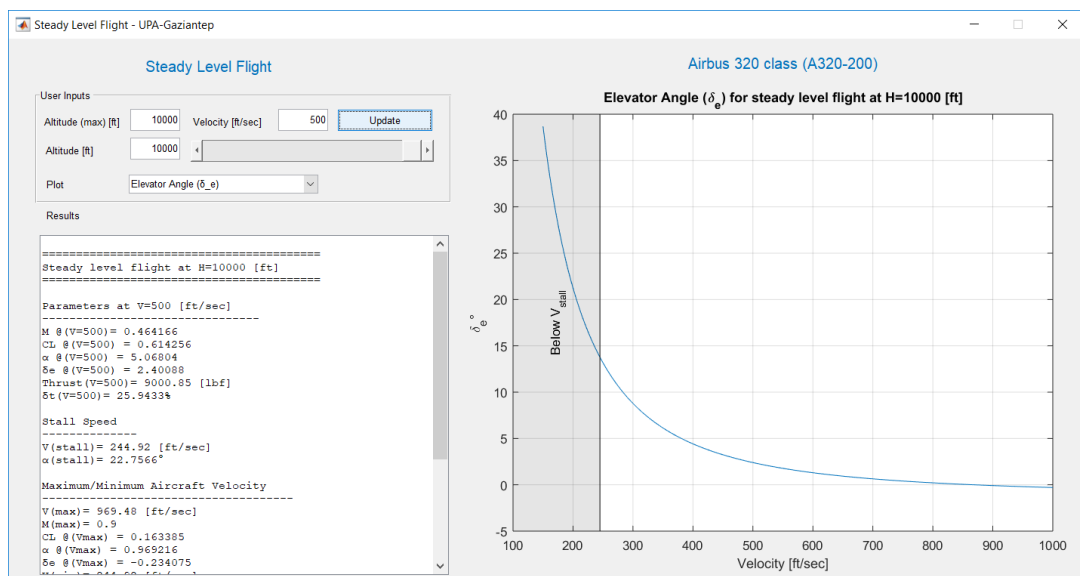 Steady Level Flight - UPA-Gaziantep
Steady Level Flight
User Inputs
Altitude (max) [ft] 10000 Velocity [ft/sec] 500 Update
Altitude [ft] 10000
Plot Elevator Angle (δ_e)
Results
=========================================
Steady level flight at H=10000 [ft]
=========================================
Parameters at V=500 [ft/sec]
--------------------------------
M @(V=500)= 0.464166
CL @(V=500) = 0.614256
α @(V=500) = 5.06804
δe @(V=500) = 2.40088
Thrust(V=500)= 9000.85 [lbf]
δt(V=500)= 25.9433%
Stall Speed
--------------
V(stall)= 244.92 [ft/sec]
α(stall)= 22.7566°
Maximum/Minimum Aircraft Velocity
-------------------------------------
V(max)= 969.48 [ft/sec]
M(max)= 0.9
CL @(Vmax) = 0.163385
α @(Vmax) = 0.969216
δe @(Vmax) = -0.234075
Airbus 320 class (A320-200)
Elevator Angle (δe) for steady level flight at H=10000 [ft]
40
35
30
25
20
15
10
5
0
-5
δe°
Below Vstall
100 200 300 400 500 600 700 800 900 1000
Velocity [ft/sec]